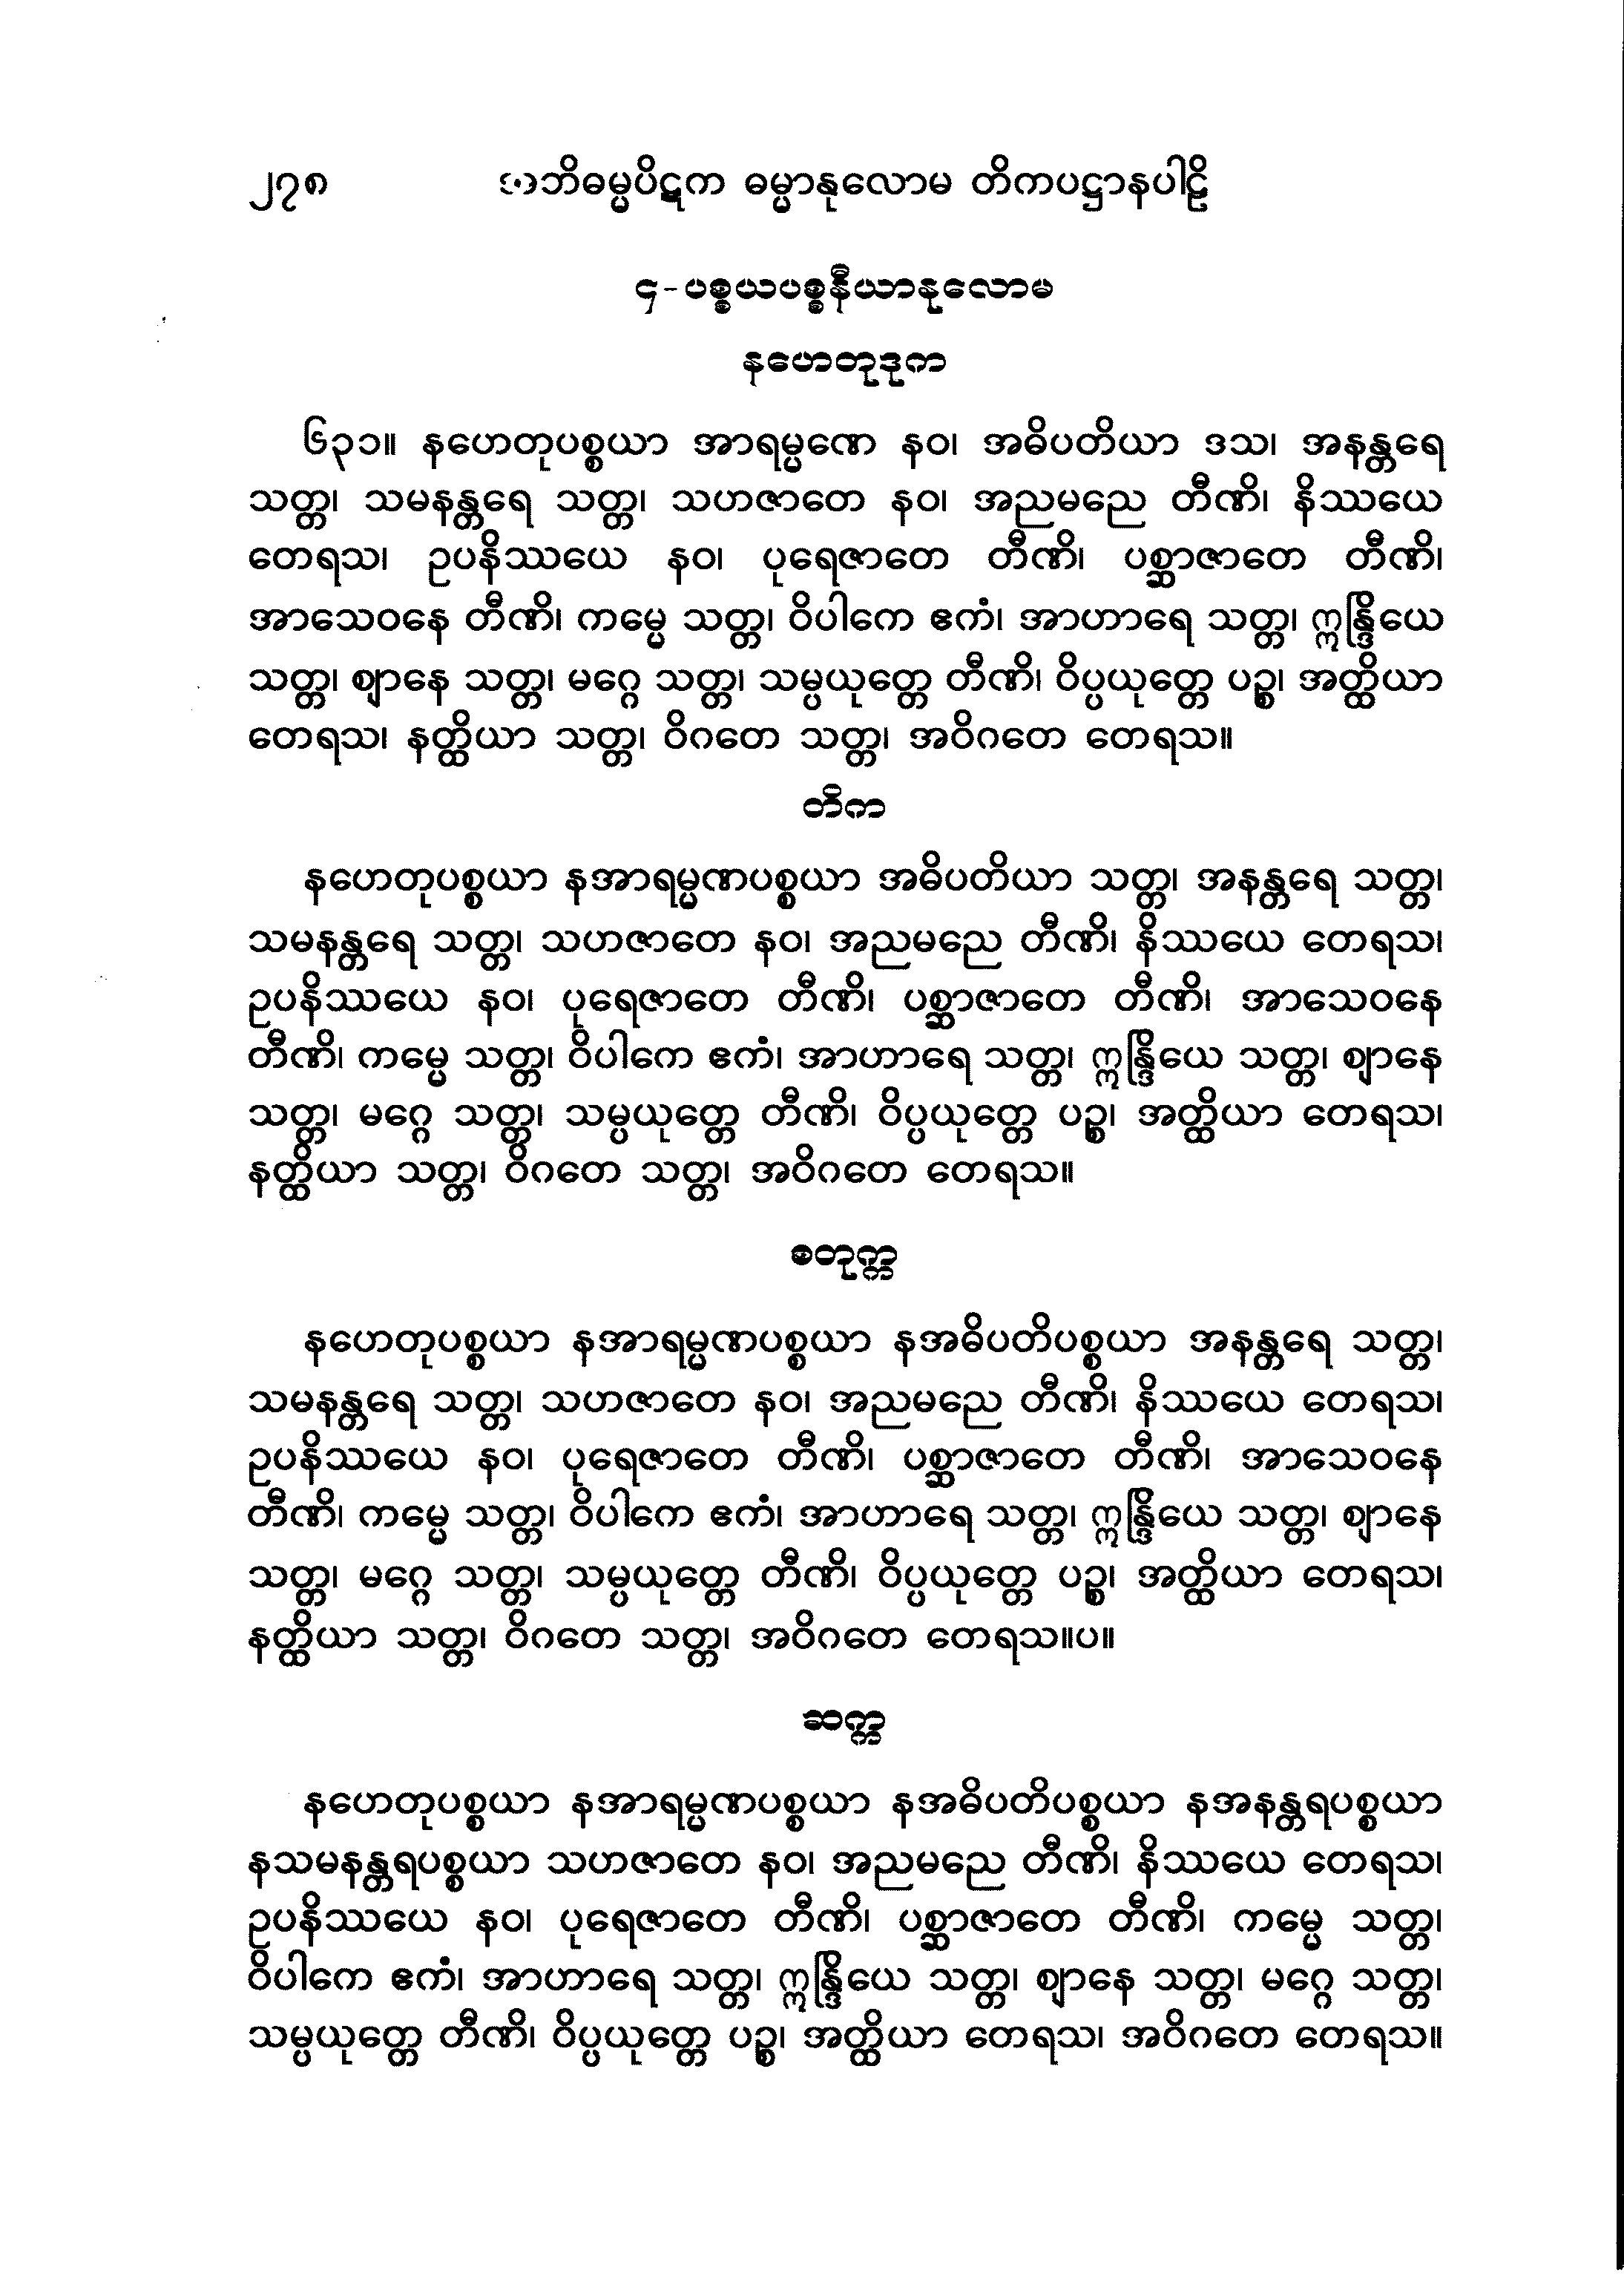 ၂၇၈ အဘိဓမ္မပိဋက ဓမ္မာနုလောမ တိကပဋ္ဌာနပါဠိ
၄-ပစ္စယပစ္စနီယာနုလောမ
နဟေတုဒုက
၆၃၁။ နဟေတုပစ္စယာ အာရမ္မဏေ နဝ၊ အဓိပတိယာ ဒသ၊ အနန္တရေ
သတ္တ၊ သမနန္တရေ သတ္တ၊ သဟဇာတေ နဝ၊ အညမညေ တီဏိ၊ နိဿယေ
တေရသ၊ ဥပနိဿယေ နဝ၊ ပုရေဇာတေ တီဏိ၊ ပစ္ဆာဇာတေ တီဏိ၊
အာသေဝနေ တီဏိ၊ ကမ္မေ သတ္တ၊ ဝိပါကေ ဧကံ၊ အာဟာရေ သတ္တ၊ ဣန္ဒြိယေ
သတ္တ၊ ဈာနေ သတ္တ၊ မဂ္ဂေ သတ္တ၊ သမ္ပယုတ္တေ တီဏိ၊ ဝိပ္ပယုတ္တေ ပဉ္စ၊ အတ္ထိယာ
တေရသ၊ နတ္ထိယာ သတ္တ၊ ဝိဂတေ သတ္တ၊ အဝိဂတေ တေရသ။
တိက
နဟေတုပစ္စယာ နအာရမ္မဏပစ္စယာ အဓိပတိယာ သတ္တ၊ အနန္တရေ သတ္တ၊
သမနန္တရေ သတ္တ၊ သဟဇာတေ နဝ၊ အညမညေ တီဏိ၊ နိဿယေ တေရသ၊
ဥပနိဿယေ နဝ၊ ပုရေဇာတေ တီဏိ၊ ပစ္ဆာဇာတေ တီဏိ၊ အာသေဝနေ
တီဏိ၊ ကမ္မေ သတ္တ၊ ဝိပါကေ ဧကံ၊ အာဟာရေ သတ္တ၊ ဣန္ဒြိယေ သတ္တ၊ ဈာနေ
သတ္တ၊ မဂ္ဂေ သတ္တ၊ သမ္ပယုတ္တေ တီဏိ၊ ဝိပ္ပယုတ္တေ ပဉ္စ၊ အတ္ထိယာ တေရသ၊
နတ္ထိယာ သတ္တ၊ ဝိဂတေ သတ္တ၊ အဝိဂတေ တေရသ။
စတုက္က
နဟေတုပစ္စယာ နအာရမ္မဏပစ္စယာ နအဓိပတိပစ္စယာ အနန္တရေ သတ္တ၊
သမနန္တရေ သတ္တ၊ သဟဇာတေ နဝ၊ အညမညေ တီဏိ၊ နိဿယေ တေရသ၊
ဥပနိဿယေ နဝ၊ ပုရေဇာတေ တီဏိ၊ ပစ္ဆာဇာတေ တီဏိ၊ အာသေဝနေ
တီဏိ၊ ကမ္မေ သတ္တ၊ ဝိပါကေ ဧကံ၊ အာဟာရေ သတ္တ၊ ဣန္ဒြိယေ သတ္တ၊ ဈာနေ
သတ္တ၊ မဂ္ဂေ သတ္တ၊ သမ္ပယုတ္တေ တီဏိ၊ ဝိပ္ပယုတ္တေ ပဉ္စ၊ အတ္ထိယာ တေရသ၊
နတ္ထိယာ သတ္တ၊ ဝိဂတေ သတ္တ၊ အဝိဂတေ တေရသ။ပ။
ဆက္က
နဟေတုပစ္စယာ နအာရမ္မဏပစ္စယာ နအဓိပတိပစ္စယာ နအနန္တရပစ္စယာ
နသမနန္တရပစ္စယာ သဟဇာတေ နဝ၊ အညမညေ တီဏိ၊ နိဿယေ တေရသ၊
ဥပနိဿယေ နဝ၊ ပုရေဇာတေ တီဏိ၊ ပစ္ဆာဇာတေ တီဏိ၊ ကမ္မေ သတ္တ၊
ဝိပါကေ ဧကံ၊ အာဟာရေ သတ္တ၊ ဣန္ဒြိယေ သတ္တ၊ ဈာနေ သတ္တ၊ မဂ္ဂေ သတ္တ၊
သမ္ပယုတ္တေ တီဏိ၊ ဝိပ္ပယုတ္တေ ပဉ္စ၊ အတ္ထိယာ တေရသ၊ အဝိဂတေ တေရသ။